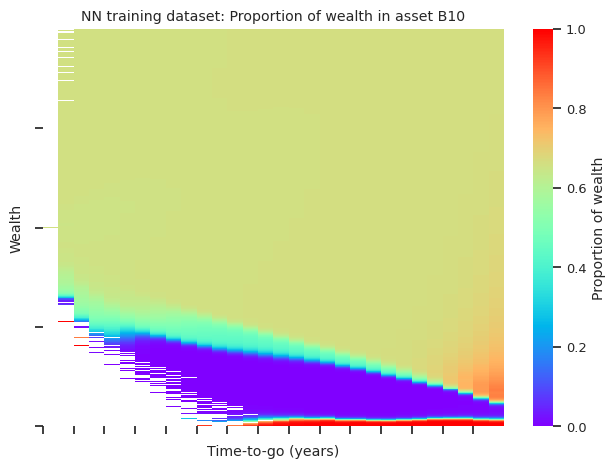 NN training dataset: Proportion of wealth in asset B10
Wealth
Time-to-go (years)
1.0
0.8
0.6
0.4
0.2
0.0
Proportion of wealth